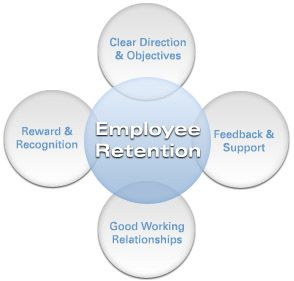 Clear Direction
& Objectives
Reward &
Recognition
Employee
Retention
Feedback &
Support
Good Working
Relationships